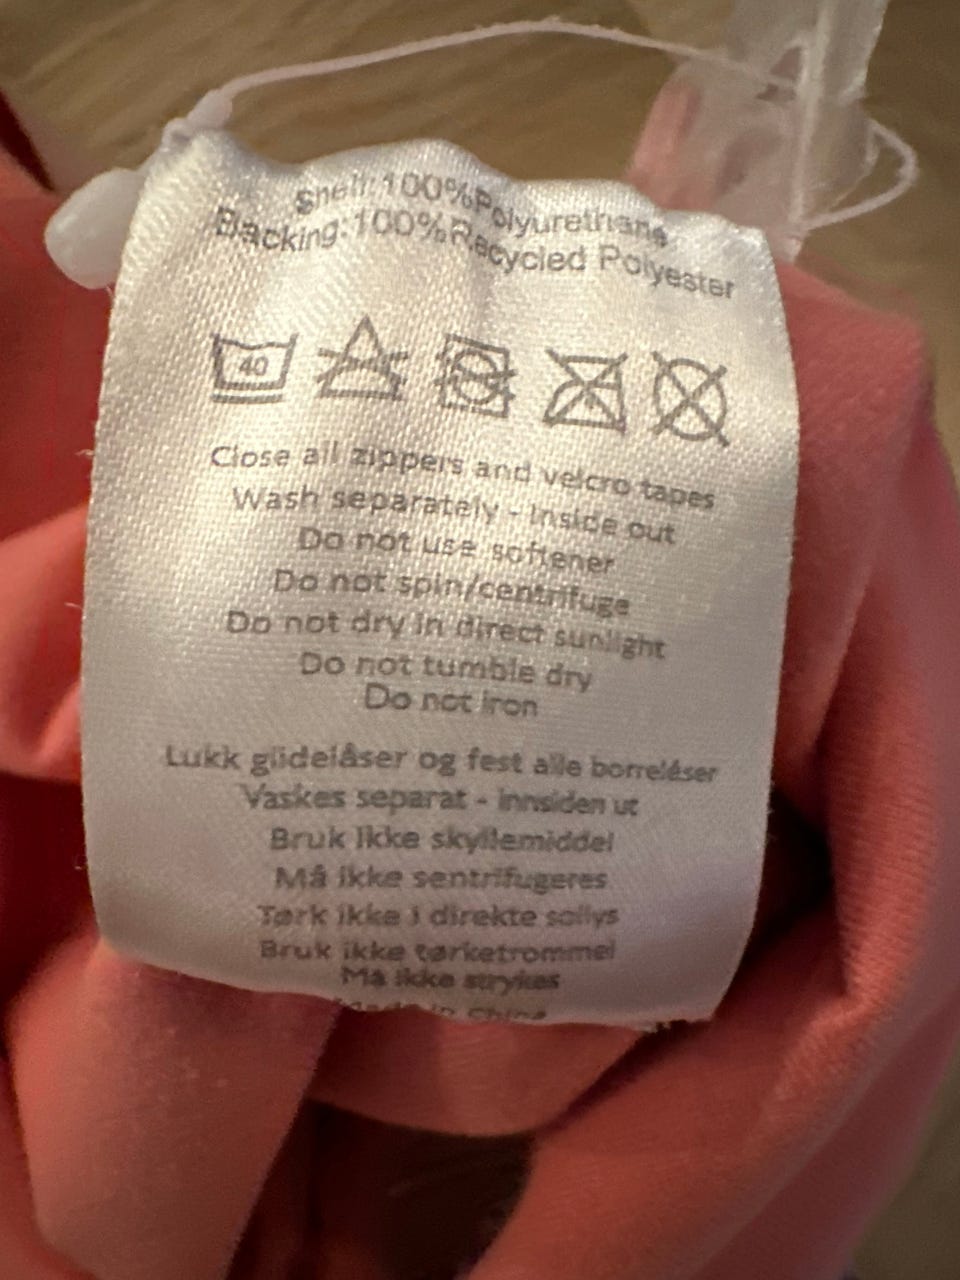 Shell:100%Polyurethane
Backing:100%Recycled Polyester
40
Close all zippers and velcro tapes
Wash separately - Inside out
Do not use softener
Do not spin/centrifuge
Do not dry in direct sunlight
Do not tumble dry
Do not iron
Lukk glidelåser og fest alle borrelåser
Vaskes separat - innsiden ut
Bruk ikke skyllemiddel
Må ikke sentrifugeres
Tørk ikke i direkte sollys
Bruk ikke tørketrommel
Må ikke strykes
Made in China